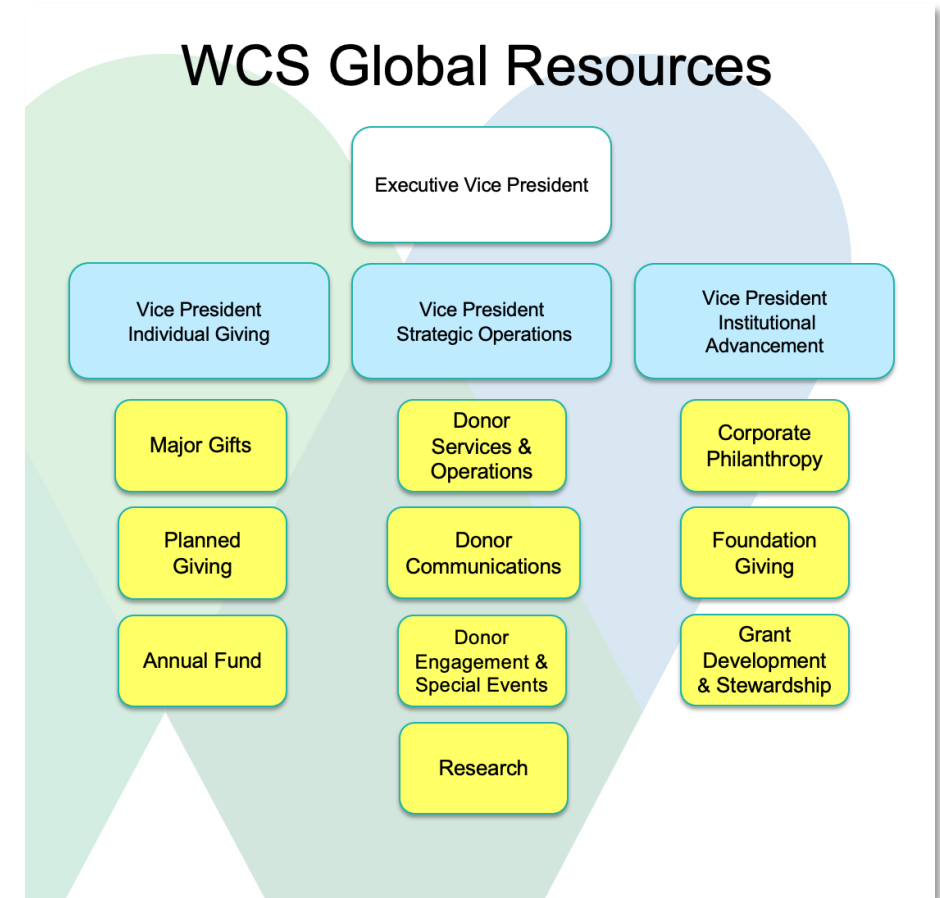 WCS Global Resources
Executive Vice President
Vice President
Individual Giving
Vice President
Strategic Operations
Vice President
Institutional
Advancement
Major Gifts
Planned
Giving
Annual Fund
Donor
Services &
Operations
Donor
Communications
Donor
Engagement &
Special Events
Research
Corporate
Philanthropy
Foundation
Giving
Grant
Development
& Stewardship